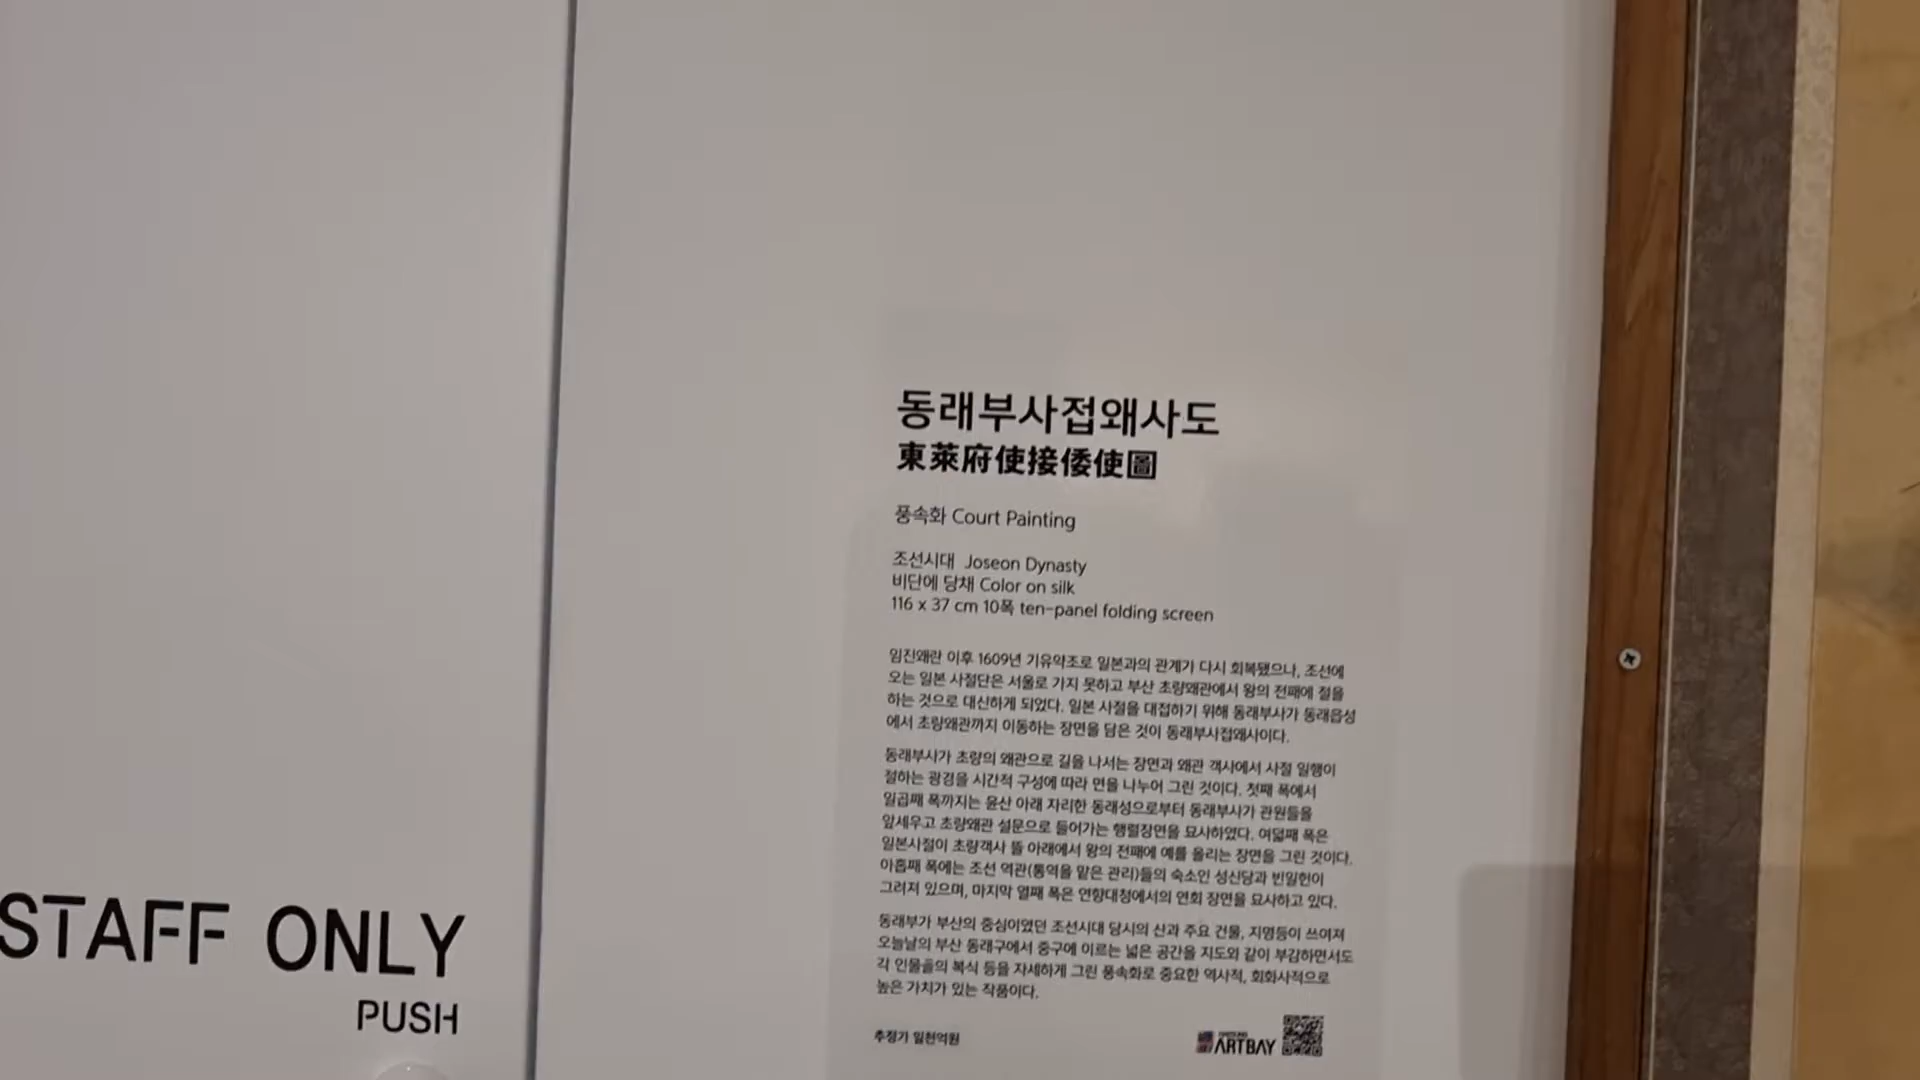 동래부사접왜사도
東萊府使接倭使圖
풍속화 Court Painting
조선시대 Joseon Dynasty
비단에 당채 Color on silk
116 x 37 cm 10폭 ten-panel folding screen
임진왜란 이후 1609년 기유약조로 일본과의 관계가 다시 회복됐으나, 조선에
오는 일본 사절단은 서울로 가지 못하고 부산 초량왜관에서 왕의 전패에 절을
하는 것으로 대신하게 되었다. 일본 사절을 대접하기 위해 동래부사가 동래읍성
에서 초량왜관까지 이동하는 장면을 담은 것이 동래부사접왜사이다.
동래부사가 초량의 왜관으로 길을 나서는 장면과 왜관 객사에서 사절 일행이
절하는 광경을 시간적 구성에 따라 면을 나누어 그린 것이다. 첫째 폭에서
일곱째 폭까지는 윤산 아래 자리한 동래성으로부터 동래부사가 관원들을
앞세우고 초량왜관 설문으로 들어가는 행렬장면을 묘사하였다. 여덟째 폭은
일본사절이 초량객사 뜰 아래에서 왕의 전패에 예를 올리는 장면을 그린 것이다.
아홉째 폭에는 조선 역관(통역을 맡은 관리)들의 숙소인 성신당과 빈일헌이
그려져 있으며, 마지막 열째 폭은 연향대청에서의 연회 장면을 묘사하고 있다.
동래부가 부산의 중심이였던 조선시대 당시의 산과 주요 건물, 지명등이 쓰여져
오늘날의 부산 동래구에서 중구에 이르는 넓은 공간을 지도와 같이 부감하면서도
각 인물들의 복식 등을 자세하게 그린 풍속화로 중요한 역사적, 회화사적으로
높은 가치가 있는 작품이다.
추정가 일천억원
ARTBAY
STAFF ONLY
PUSH